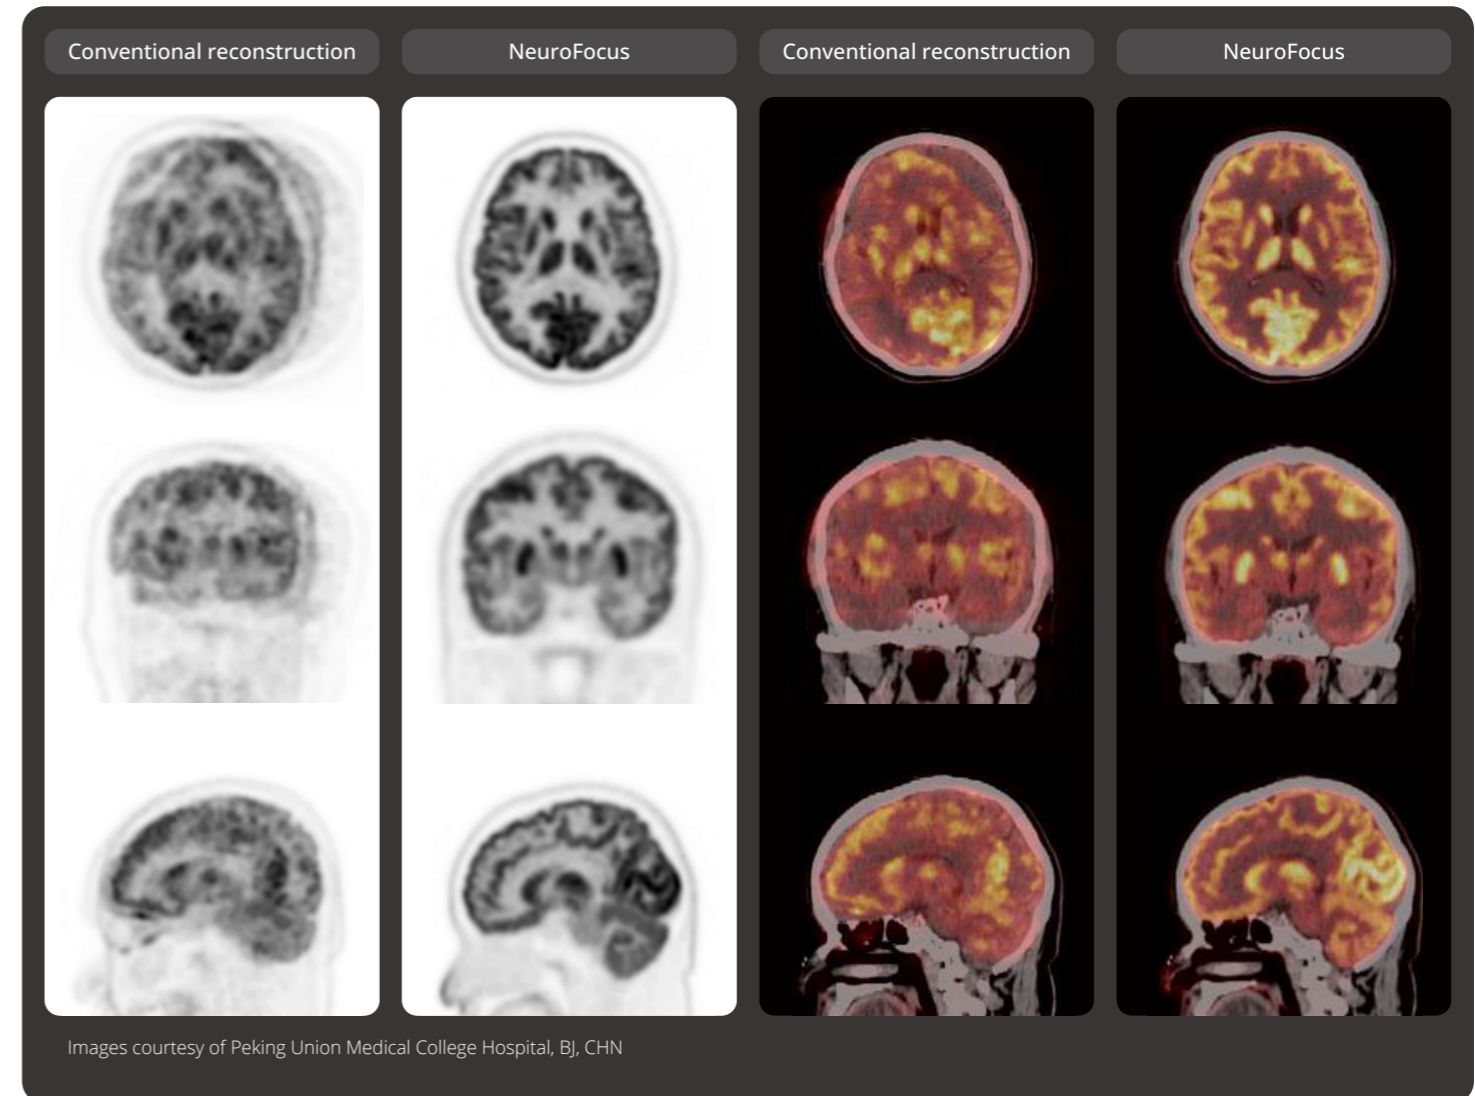 Conventional reconstruction
NeuroFocus
Conventional reconstruction
NeuroFocus
Images courtesy of Peking Union Medical College Hospital, BJ, CHN